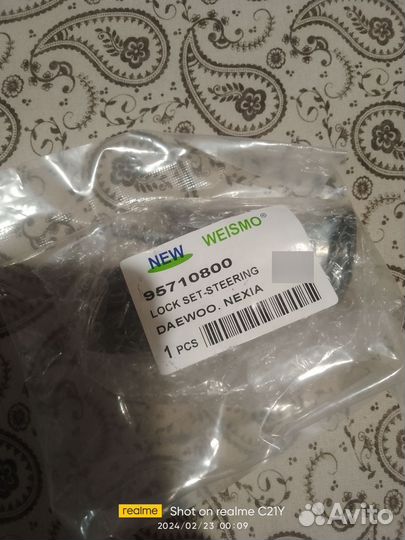 NEW WEISMO®
95710800
LOCK SET-STEERING
DAEWOO. NEXIA
1 PCS
realme Shot on realme C21Y
2024/02/23 00:09
Avito